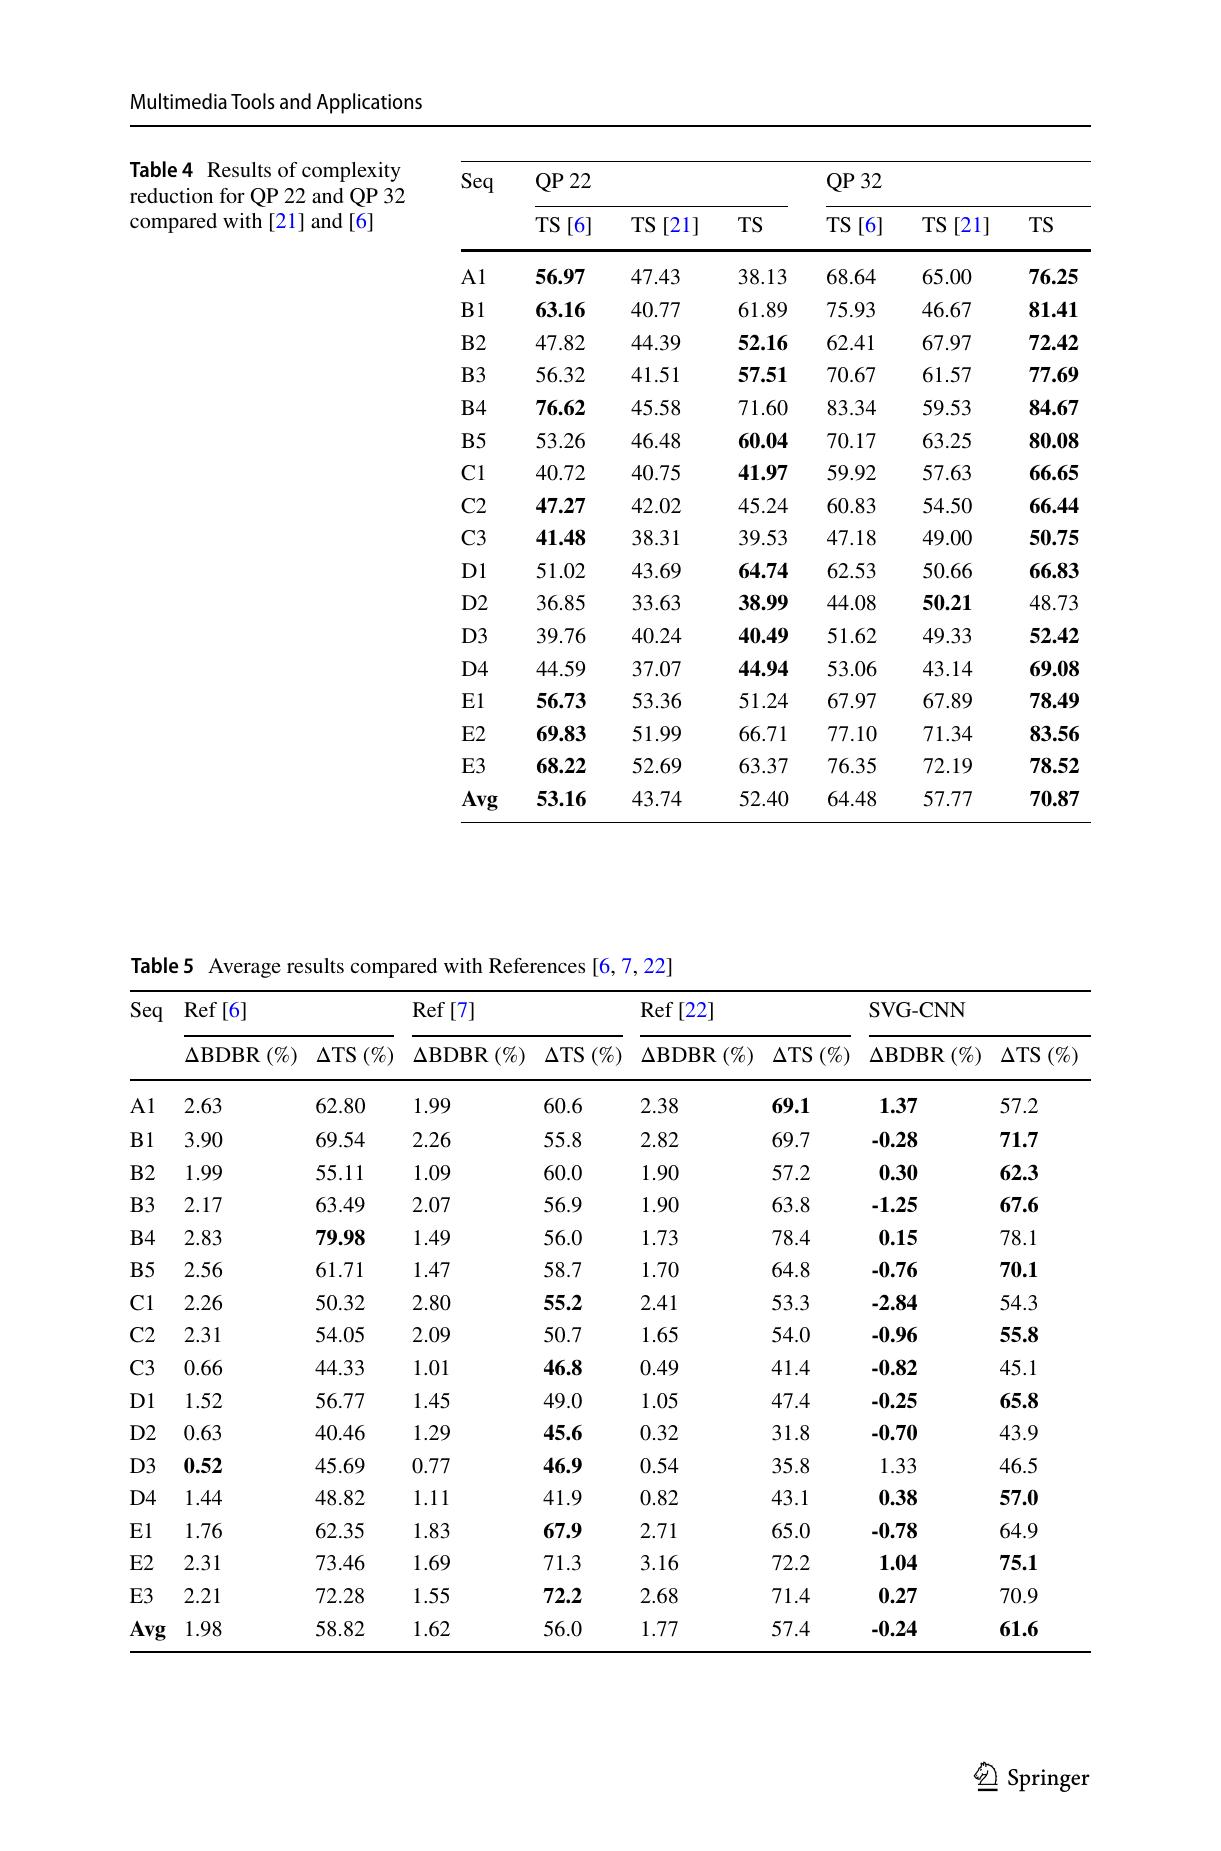 Multimedia Tools and Applications
Table 4 Results of complexity
reduction for QP 22 and QP 32
compared with [21] and [6]
Seq QP 22 QP 32
TS [6] TS [21] TS TS [6] TS [21] TS
A1 56.97 47.43 38.13 68.64 65.00 76.25
B1 63.16 40.77 61.89 75.93 46.67 81.41
B2 47.82 44.39 52.16 62.41 67.97 72.42
B3 56.32 41.51 57.51 70.67 61.57 77.69
B4 76.62 45.58 71.60 83.34 59.53 84.67
B5 53.26 46.48 60.04 70.17 63.25 80.08
C1 40.72 40.75 41.97 59.92 57.63 66.65
C2 47.27 42.02 45.24 60.83 54.50 66.44
C3 41.48 38.31 39.53 47.18 49.00 50.75
D1 51.02 43.69 64.74 62.53 50.66 66.83
D2 36.85 33.63 38.99 44.08 50.21 48.73
D3 39.76 40.24 40.49 51.62 49.33 52.42
D4 44.59 37.07 44.94 53.06 43.14 69.08
E1 56.73 53.36 51.24 67.97 67.89 78.49
E2 69.83 51.99 66.71 77.10 71.34 83.56
E3 68.22 52.69 63.37 76.35 72.19 78.52
Avg 53.16 43.74 52.40 64.48 57.77 70.87
Table 5 Average results compared with References [6, 7, 22]
Seq Ref [6] Ref [7] Ref [22] SVG-CNN
ΔBDBR (%) ΔTS (%) ΔBDBR (%) ΔTS (%) ΔBDBR (%) ΔTS (%) ΔBDBR (%) ΔTS (%)
A1 2.63 62.80 1.99 60.6 2.38 69.1 1.37 57.2
B1 3.90 69.54 2.26 55.8 2.82 69.7 -0.28 71.7
B2 1.99 55.11 1.09 60.0 1.90 57.2 0.30 62.3
B3 2.17 63.49 2.07 56.9 1.90 63.8 -1.25 67.6
B4 2.83 79.98 1.49 56.0 1.73 78.4 0.15 78.1
B5 2.56 61.71 1.47 58.7 1.70 64.8 -0.76 70.1
C1 2.26 50.32 2.80 55.2 2.41 53.3 -2.84 54.3
C2 2.31 54.05 2.09 50.7 1.65 54.0 -0.96 55.8
C3 0.66 44.33 1.01 46.8 0.49 41.4 -0.82 45.1
D1 1.52 56.77 1.45 49.0 1.05 47.4 -0.25 65.8
D2 0.63 40.46 1.29 45.6 0.32 31.8 -0.70 43.9
D3 0.52 45.69 0.77 46.9 0.54 35.8 1.33 46.5
D4 1.44 48.82 1.11 41.9 0.82 43.1 0.38 57.0
E1 1.76 62.35 1.83 67.9 2.71 65.0 -0.78 64.9
E2 2.31 73.46 1.69 71.3 3.16 72.2 1.04 75.1
E3 2.21 72.28 1.55 72.2 2.68 71.4 0.27 70.9
Avg 1.98 58.82 1.62 56.0 1.77 57.4 -0.24 61.6
Springer